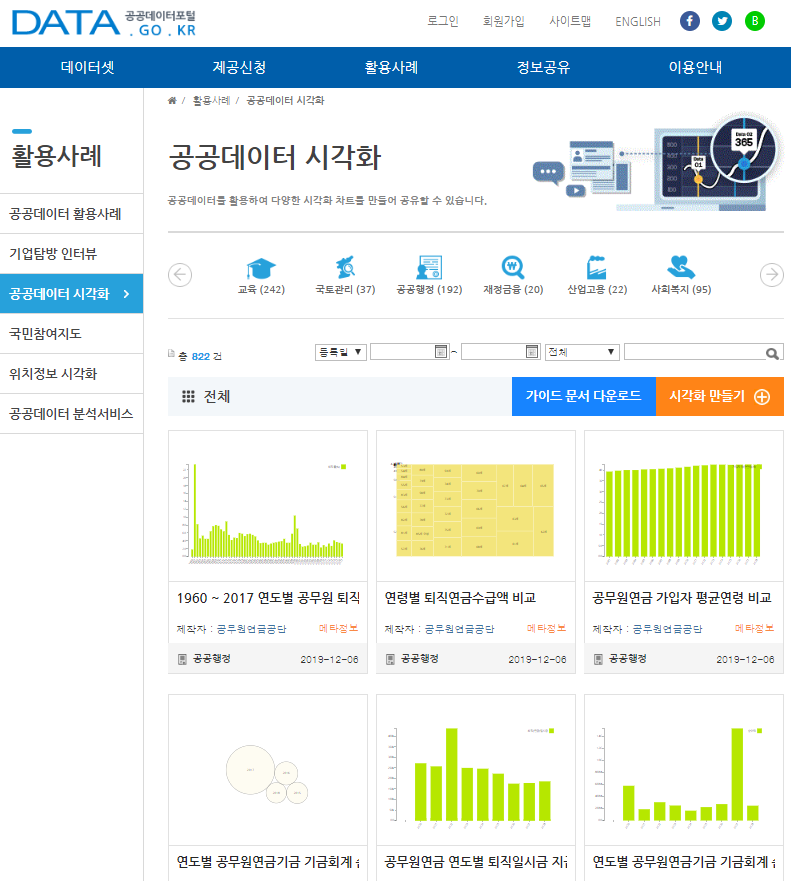 DATA 공공데이터포털
.GO.KR
로그인 회원가입 사이트맵 ENGLISH
데이터셋 제공신청 활용사례 정보공유 이용안내
/ 활용사례 / 공공데이터 시각화
활용사례
공공데이터 활용사례
기업탐방 인터뷰
공공데이터 시각화
국민참여지도
위치정보 시각화
공공데이터 분석서비스
공공데이터 시각화
공공데이터를 활용하여 다양한 시각화 차트를 만들어 공유할 수 있습니다.
Data 01
Data 02
365
교육 (242) 국토관리 (37) 공공행정 (192) 재정금융 (20) 산업고용 (22) 사회복지 (95)
총 822 건 등록일 ~ 전체
전체 가이드 문서 다운로드 시각화 만들기
1960 ~ 2017 연도별 공무원 퇴직
제작자 : 공무원연금공단 메타정보
공공행정 2019-12-06
연령별 퇴직연금수급액 비교
제작자 : 공무원연금공단 메타정보
공공행정 2019-12-06
공무원연금 가입자 평균연령 비교
제작자 : 공무원연금공단 메타정보
공공행정 2019-12-06
연도별 공무원연금기금 기금회계
공무원연금 연도별 퇴직일시금
연도별 공무원연금기금 기금회계